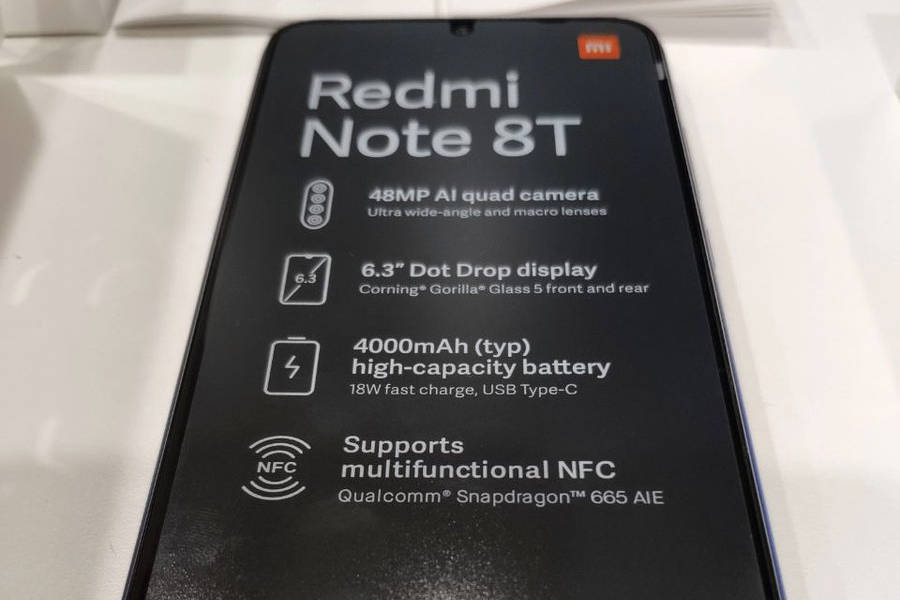 mi
Redmi
Note 8T
48MP AI quad camera
Ultra wide-angle and macro lenses
6.3
6.3″ Dot Drop display
Corning® Gorilla® Glass 5 front and rear
4000mAh (typ)
high-capacity battery
18W fast charge, USB Type-C
NFC
Supports
multifunctional NFC
Qualcomm® Snapdragon™ 665 AIE